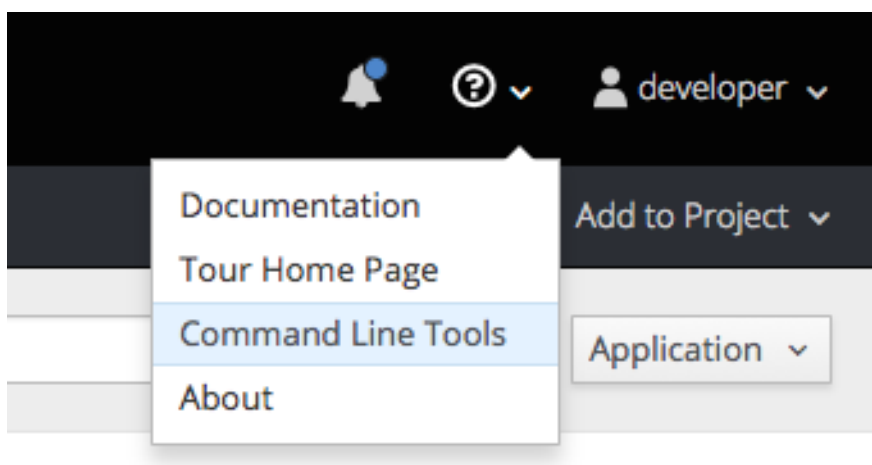 developer
Documentation
Add to Project
Tour Home Page
Command Line Tools
Application
About